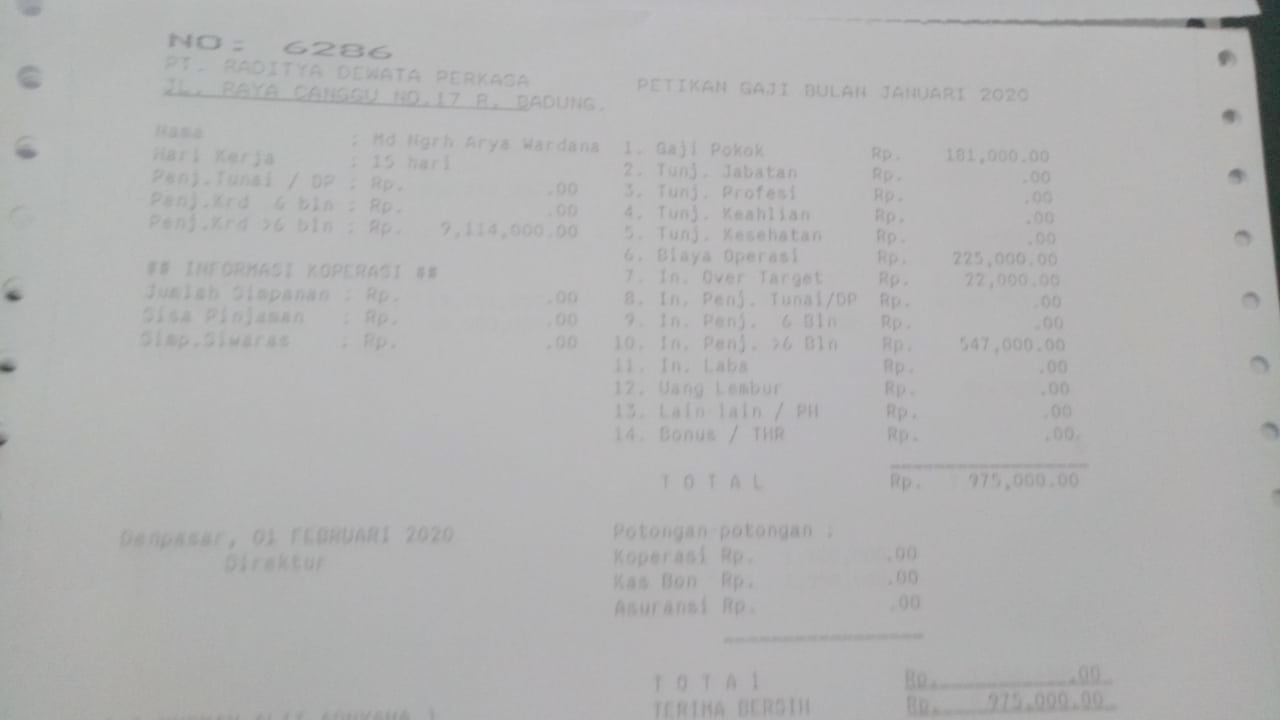 NO: 6286
PT. RADITYA DEWATA PERKASA
JL. RAYA CANGGU NO.17 R. BADUNG.
PETIKAN GAJI BULAN JANUARI 2020
Nama : Md Ngrh Arya Wardana
Hari Kerja : 15 hari
Penj.Tunai / DP : Rp. .00
Penj.Krd 6 bln : Rp. .00
Penj.Krd >6 bln : Rp. 9,114,000.00
## INFORMASI KOPERASI ##
Jumlah Simpanan : Rp. .00
Sisa Pinjaman : Rp. .00
Simp.Siwaras : Rp. .00
1. Gaji Pokok Rp. 181,000.00
2. Tunj. Jabatan Rp. .00
3. Tunj. Profesi Rp. .00
4. Tunj. Keahlian Rp. .00
5. Tunj. Kesehatan Rp. .00
6. Biaya Operasi Rp. 225,000.00
7. In. Over Target Rp. 22,000.00
8. In. Penj. Tunai/DP Rp. .00
9. In. Penj. 6 Bln Rp. .00
10. In. Penj. >6 Bln Rp. 547,000.00
11. In. Laba Rp. .00
12. Uang Lembur Rp. .00
13. Lain-lain / PH Rp. .00
14. Bonus / THR Rp. .00
T O T A L Rp. 975,000.00
Denpasar, 01 FEBRUARI 2020
Direktur
Potongan-potongan :
Koperasi Rp. .00
Kas Bon Rp. .00
Asuransi Rp. .00
T O T A l Rp. .00
TERIMA BERSIH Rp. 975,000.00